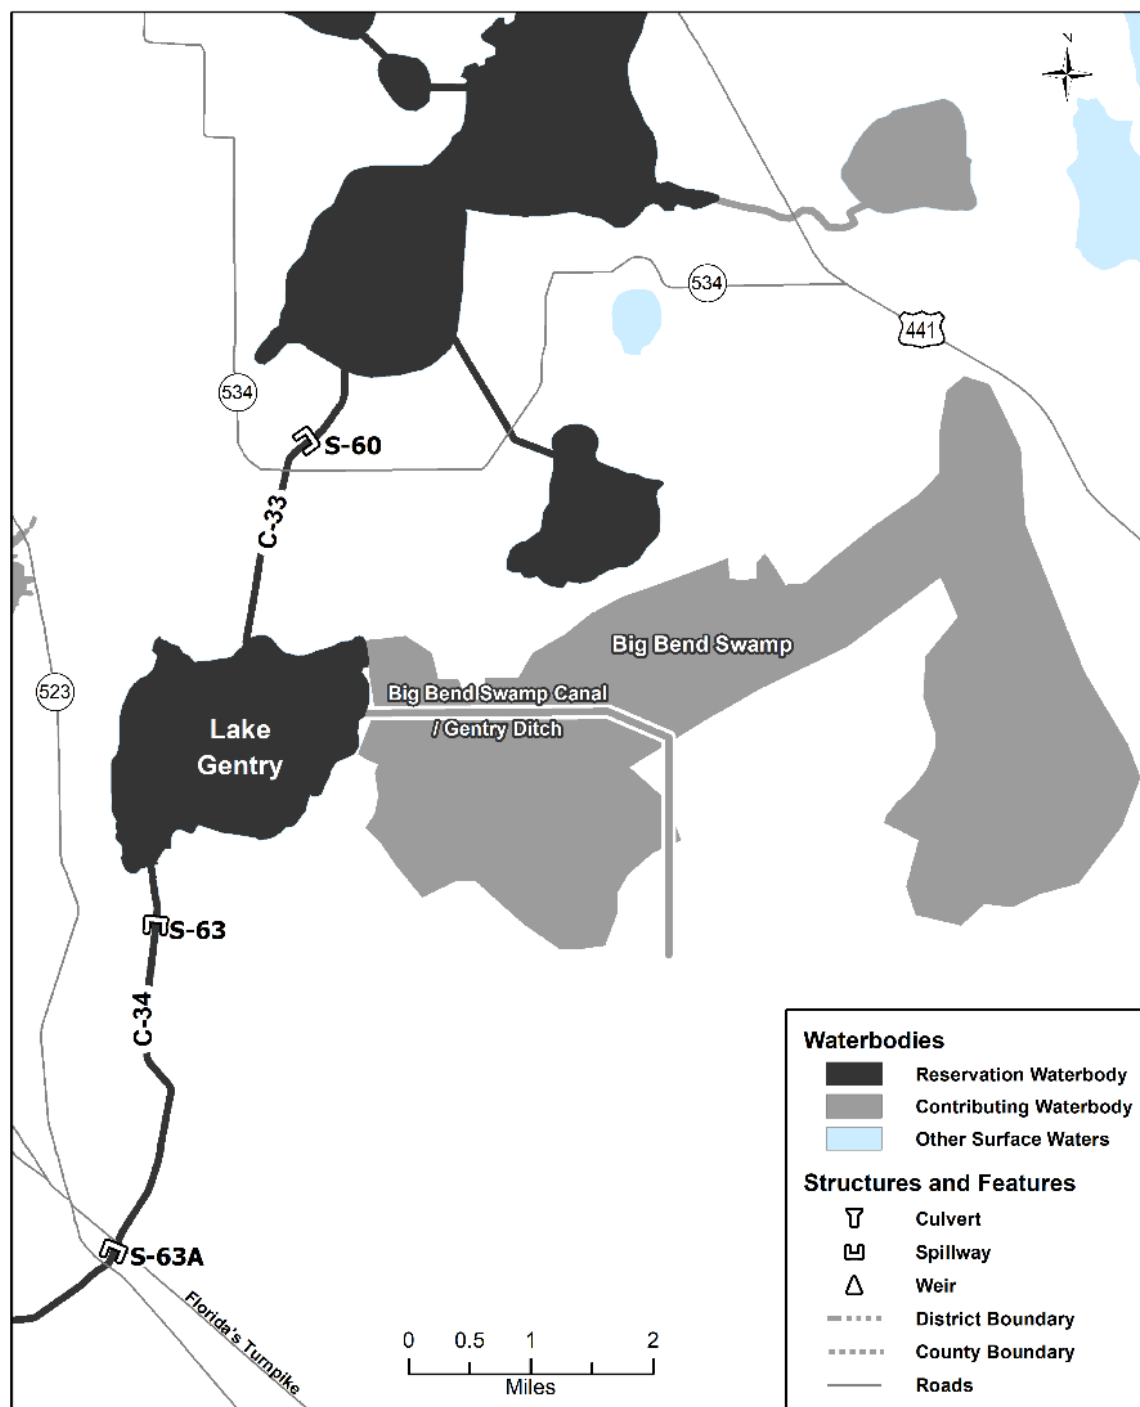 N
534
441
534
S-60
C-33
Big Bend Swamp
523
Big Bend Swamp Canal
/ Gentry Ditch
Lake
Gentry
S-63
C-34
S-63A
Florida's Turnpike
0 0.5 1 2
Miles
Waterbodies
Reservation Waterbody
Contributing Waterbody
Other Surface Waters
Structures and Features
Culvert
Spillway
Weir
District Boundary
County Boundary
Roads